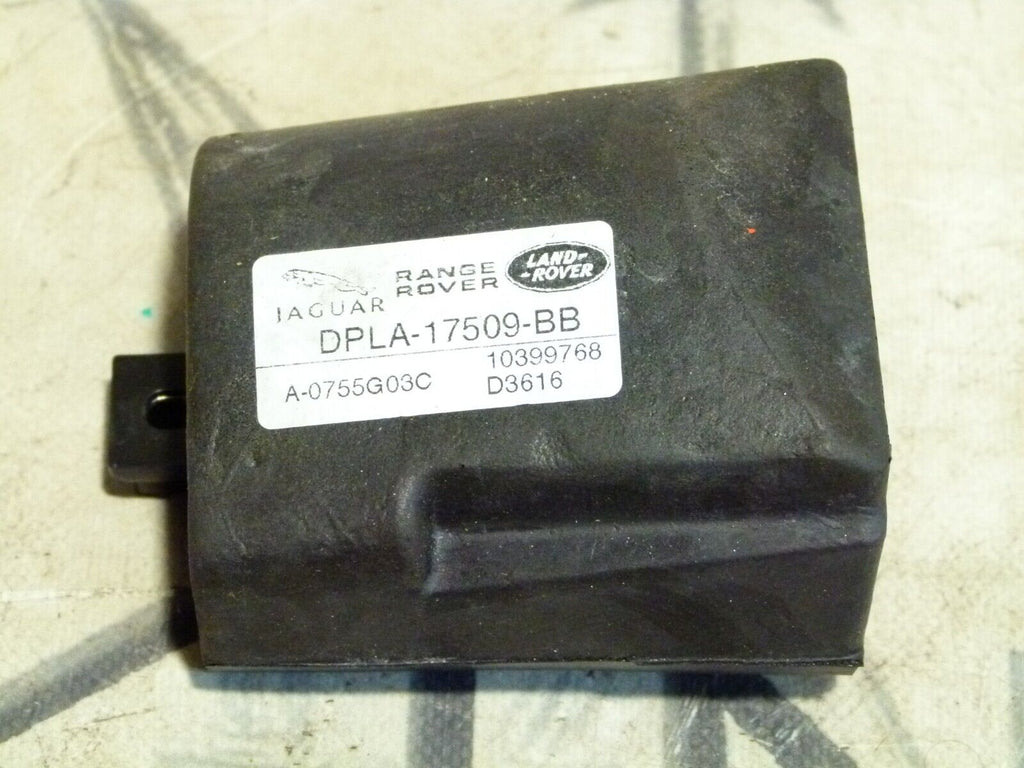 JAGUAR
RANGE
ROVER
LAND-
-ROVER
DPLA-17509-BB
10399768
A-0755G03C D3616